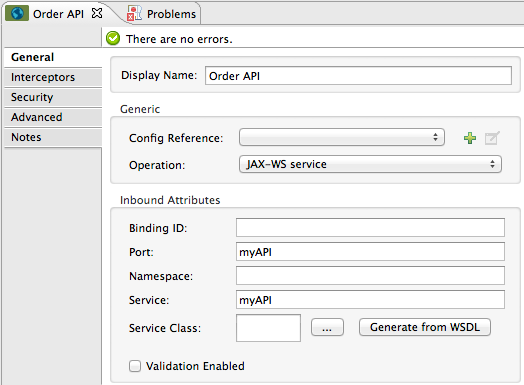 Order API
Problems
There are no errors.
General
Interceptors
Security
Advanced
Notes
Display Name: Order API
Generic
Config Reference:
Operation: JAX-WS service
Inbound Attributes
Binding ID:
Port: myAPI
Namespace:
Service: myAPI
Service Class: ... Generate from WSDL
Validation Enabled